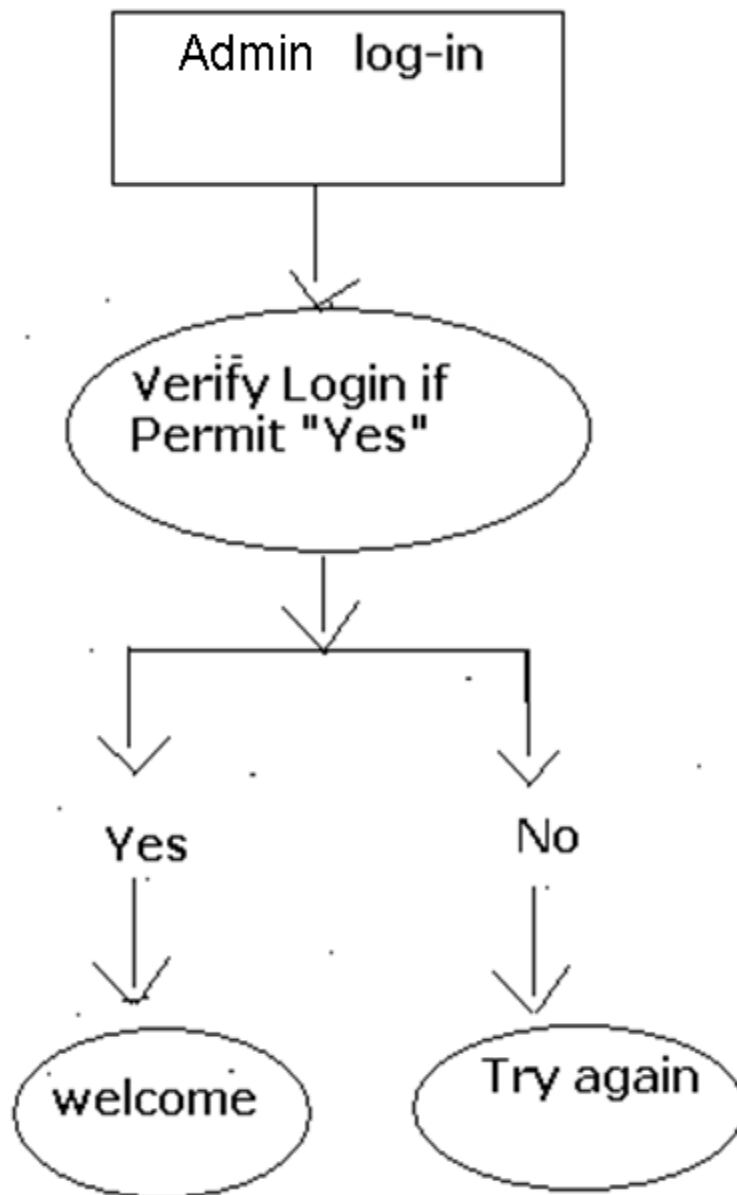 Admin log-in
Verify Login if
Permit "Yes"
Yes
No
welcome
Try again